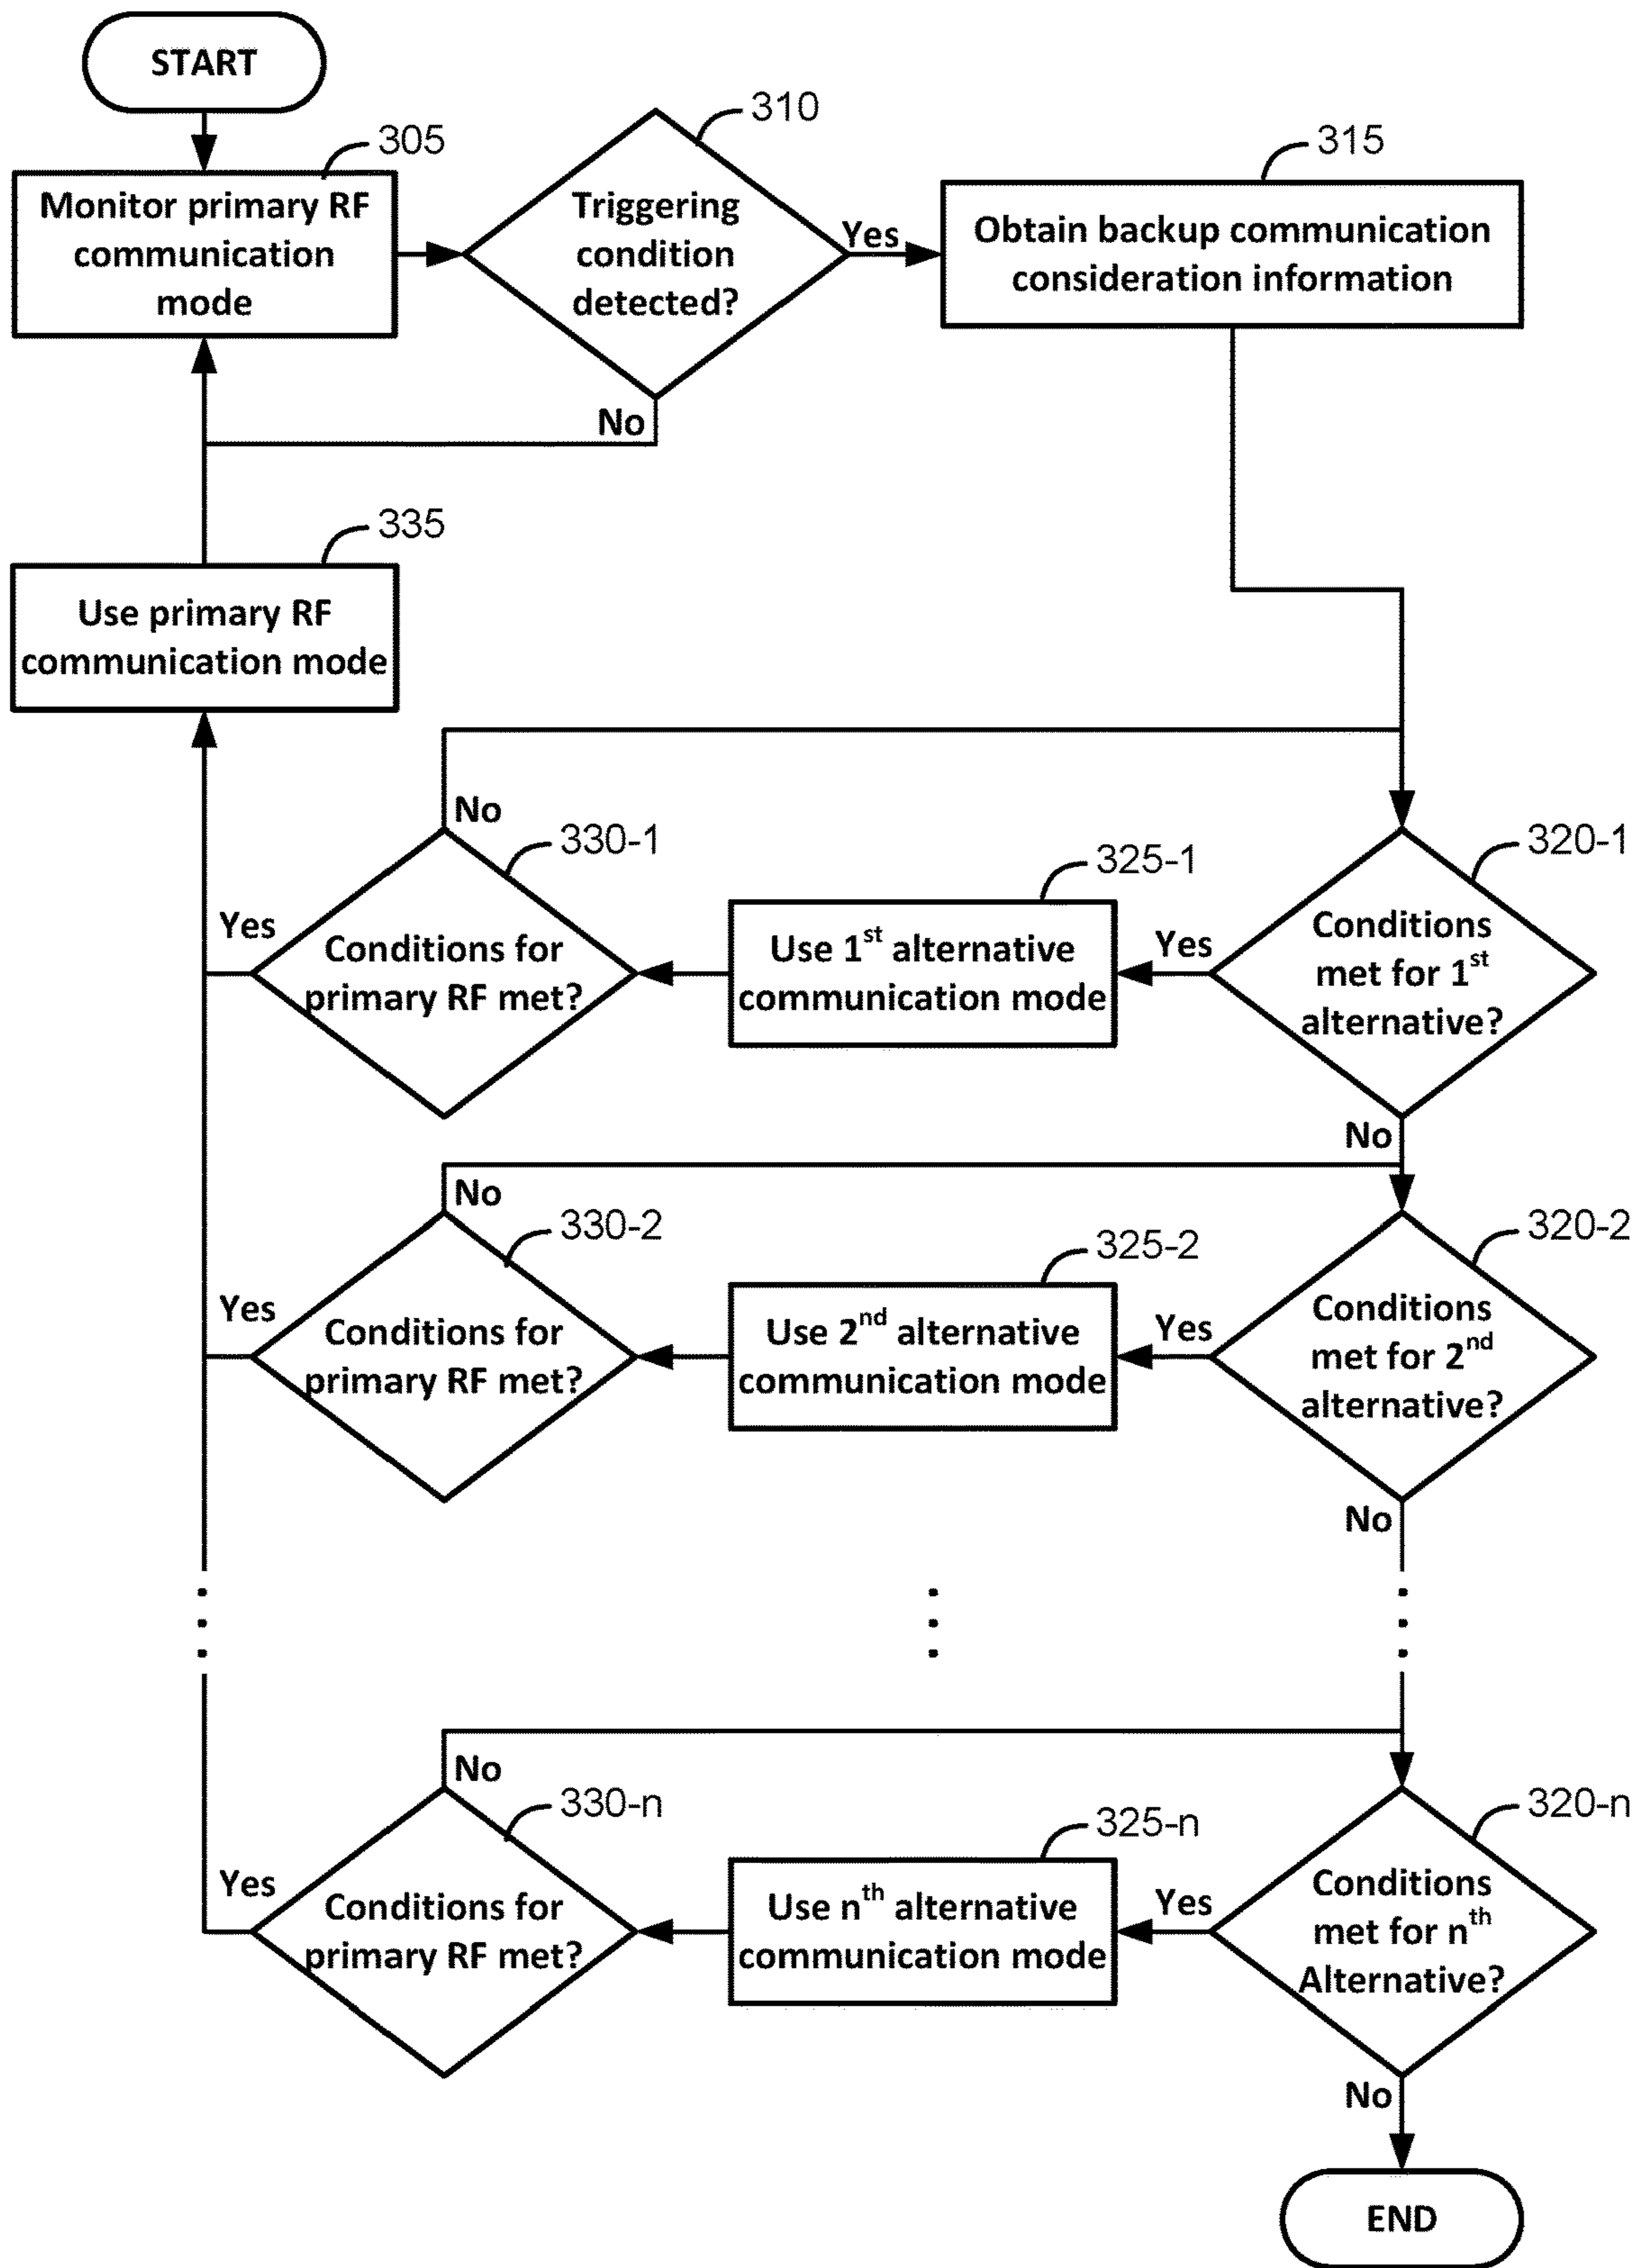 START
305
Monitor primary RF
communication
mode
310
Triggering
condition
detected?
Yes
No
315
Obtain backup communication
consideration information
335
Use primary RF
communication mode
No
330-1
Yes
Conditions for
primary RF met?
325-1
Use 1st alternative
communication mode
Yes
320-1
Conditions
met for 1st
alternative?
No
No
330-2
Yes
Conditions for
primary RF met?
325-2
Use 2nd alternative
communication mode
Yes
320-2
Conditions
met for 2nd
alternative?
No
No
330-n
Yes
Conditions for
primary RF met?
325-n
Use nth alternative
communication mode
Yes
320-n
Conditions
met for nth
Alternative?
No
END